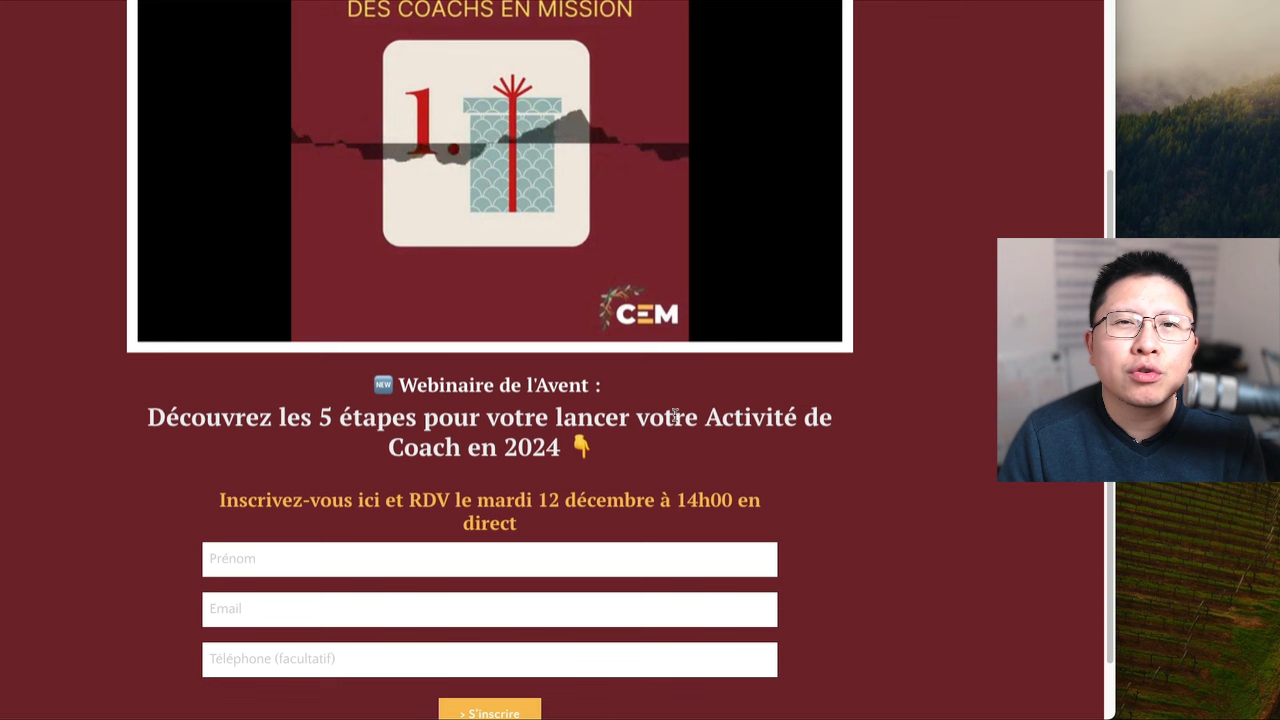 DES COACHS EN MISSION
1.
CEM
🆕 Webinaire de l'Avent :
Découvrez les 5 étapes pour votre lancer votre Activité de
Coach en 2024 👇
Inscrivez-vous ici et RDV le mardi 12 décembre à 14h00 en
direct
Prénom
Email
Téléphone (facultatif)
> S'inscrire